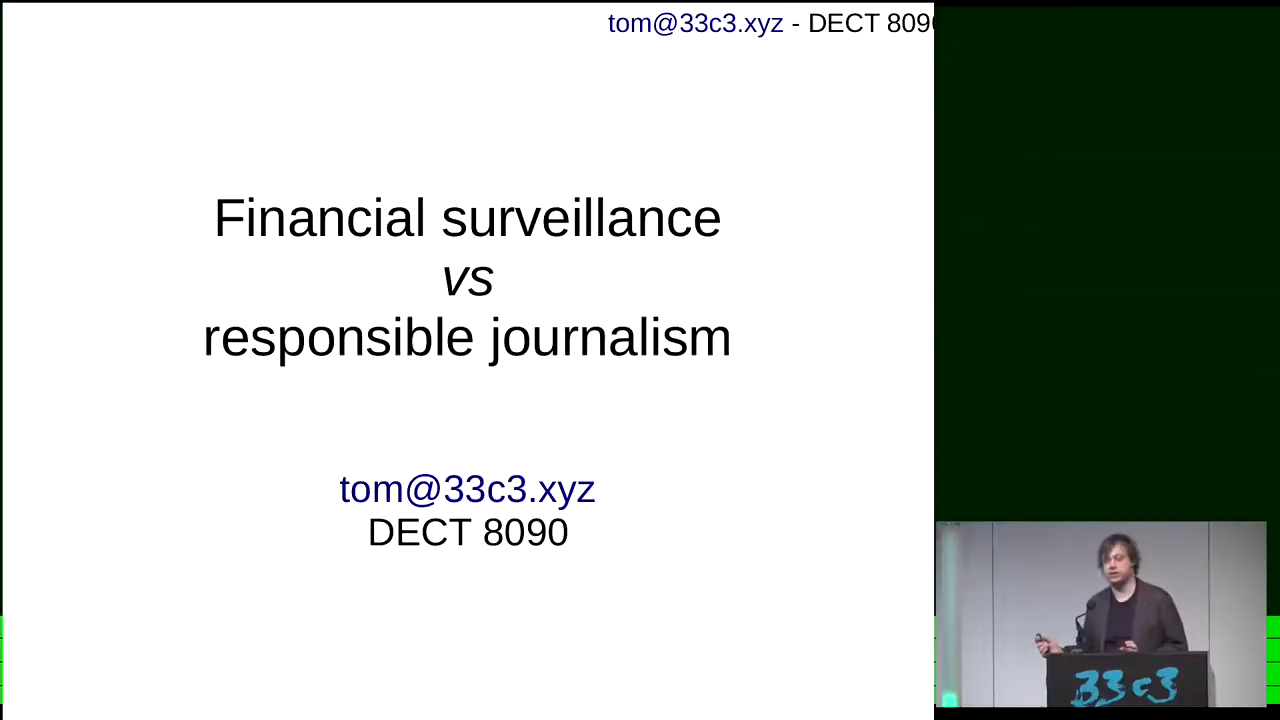 tom@33c3.xyz - DECT 809
Financial surveillance
vs
responsible journalism
tom@33c3.xyz
DECT 8090
33c3